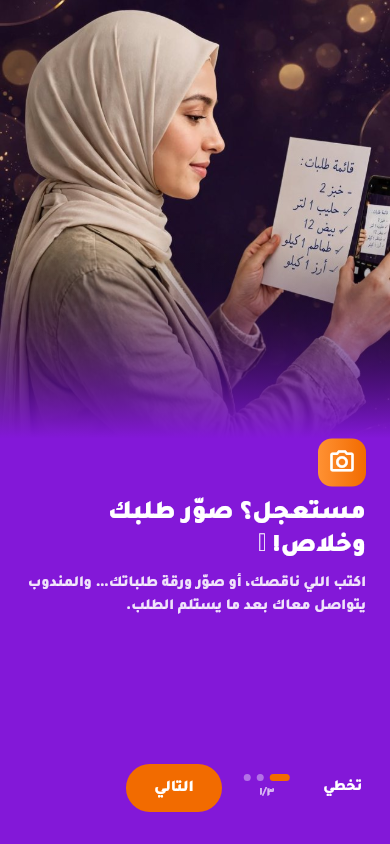 قائمة طلبات:
- خبز 2
✓ حليب 1 لتر
✓ بيض 12
✓ طماطم 1 كيلو
✓ أرز 1 كيلو
مستعجل؟ صوّر طلبك
وخلاص!
اكتب اللي ناقصك، أو صوّر ورقة طلباتك... والمندوب
يتواصل معاك بعد ما يستلم الطلب.
تخطي
١/٣
التالي